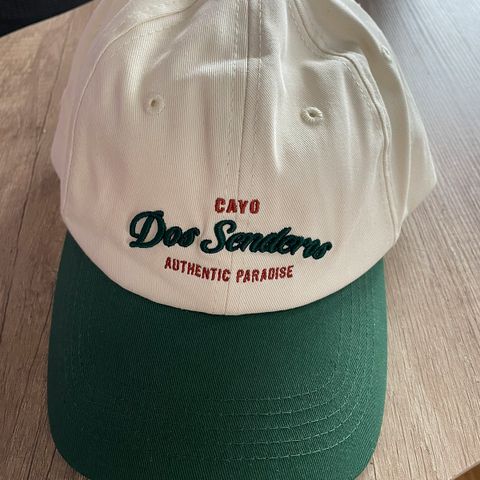 CAYO
Dos Senderos
AUTHENTIC PARADISE